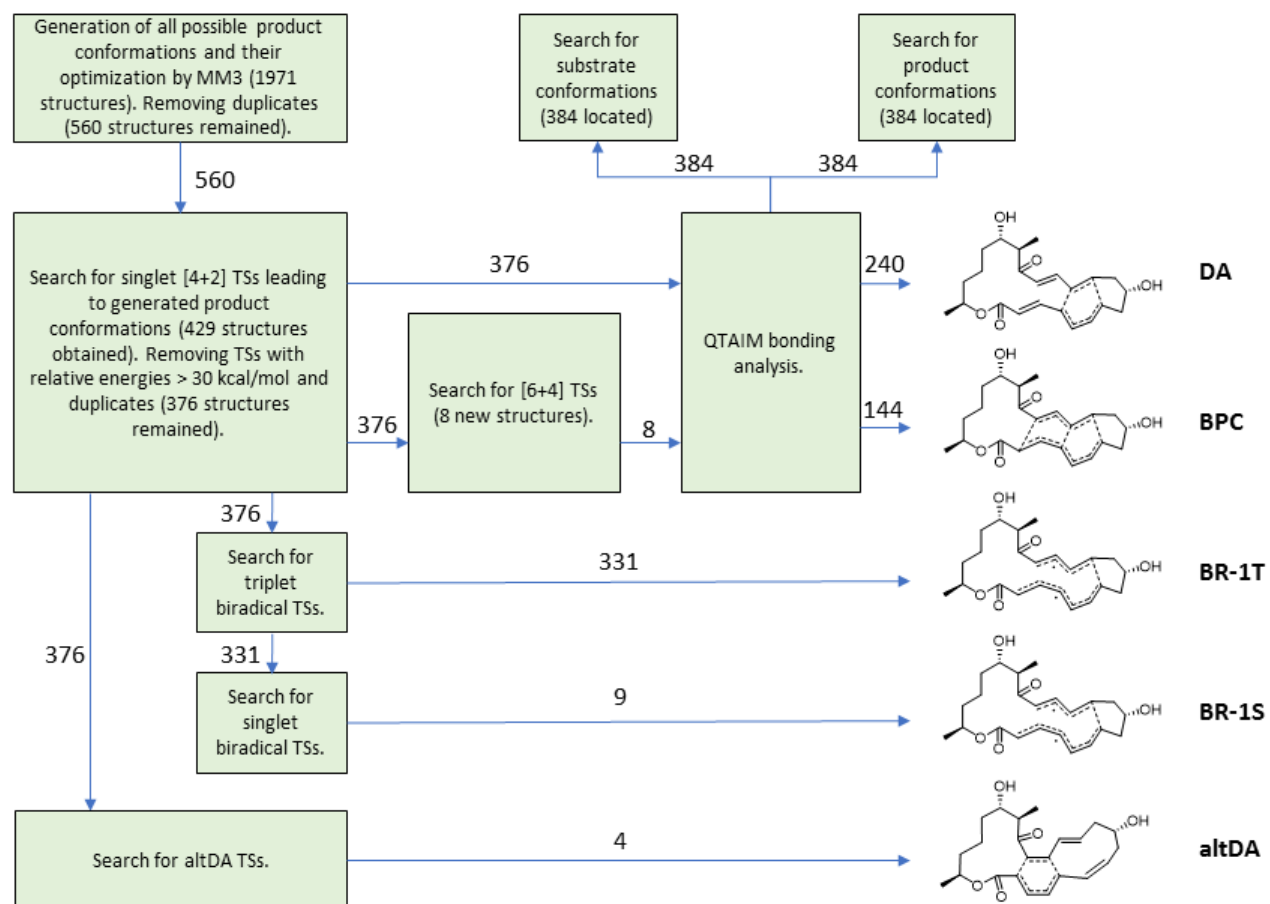 Generation of all possible product
conformations and their
optimization by MM3 (1971
structures). Removing duplicates
(560 structures remained).
Search for
substrate
conformations
(384 located)
Search for
product
conformations
(384 located)
560
384
384
Search for singlet [4+2] TSs leading
to generated product
conformations (429 structures
obtained). Removing TSs with
relative energies > 30 kcal/mol and
duplicates (376 structures
remained).
376
376
Search for [6+4] TSs
(8 new structures).
8
QTAIM bonding
analysis.
240
144
OH
O
O
O
OH
DA
OH
O
O
O
OH
BPC
376
Search for
triplet
biradical TSs.
331
OH
O
O
O
OH
BR-1T
376
331
Search for
singlet
biradical TSs.
9
OH
O
O
O
OH
BR-1S
Search for altDA TSs.
4
OH
O
O
O
OH
altDA